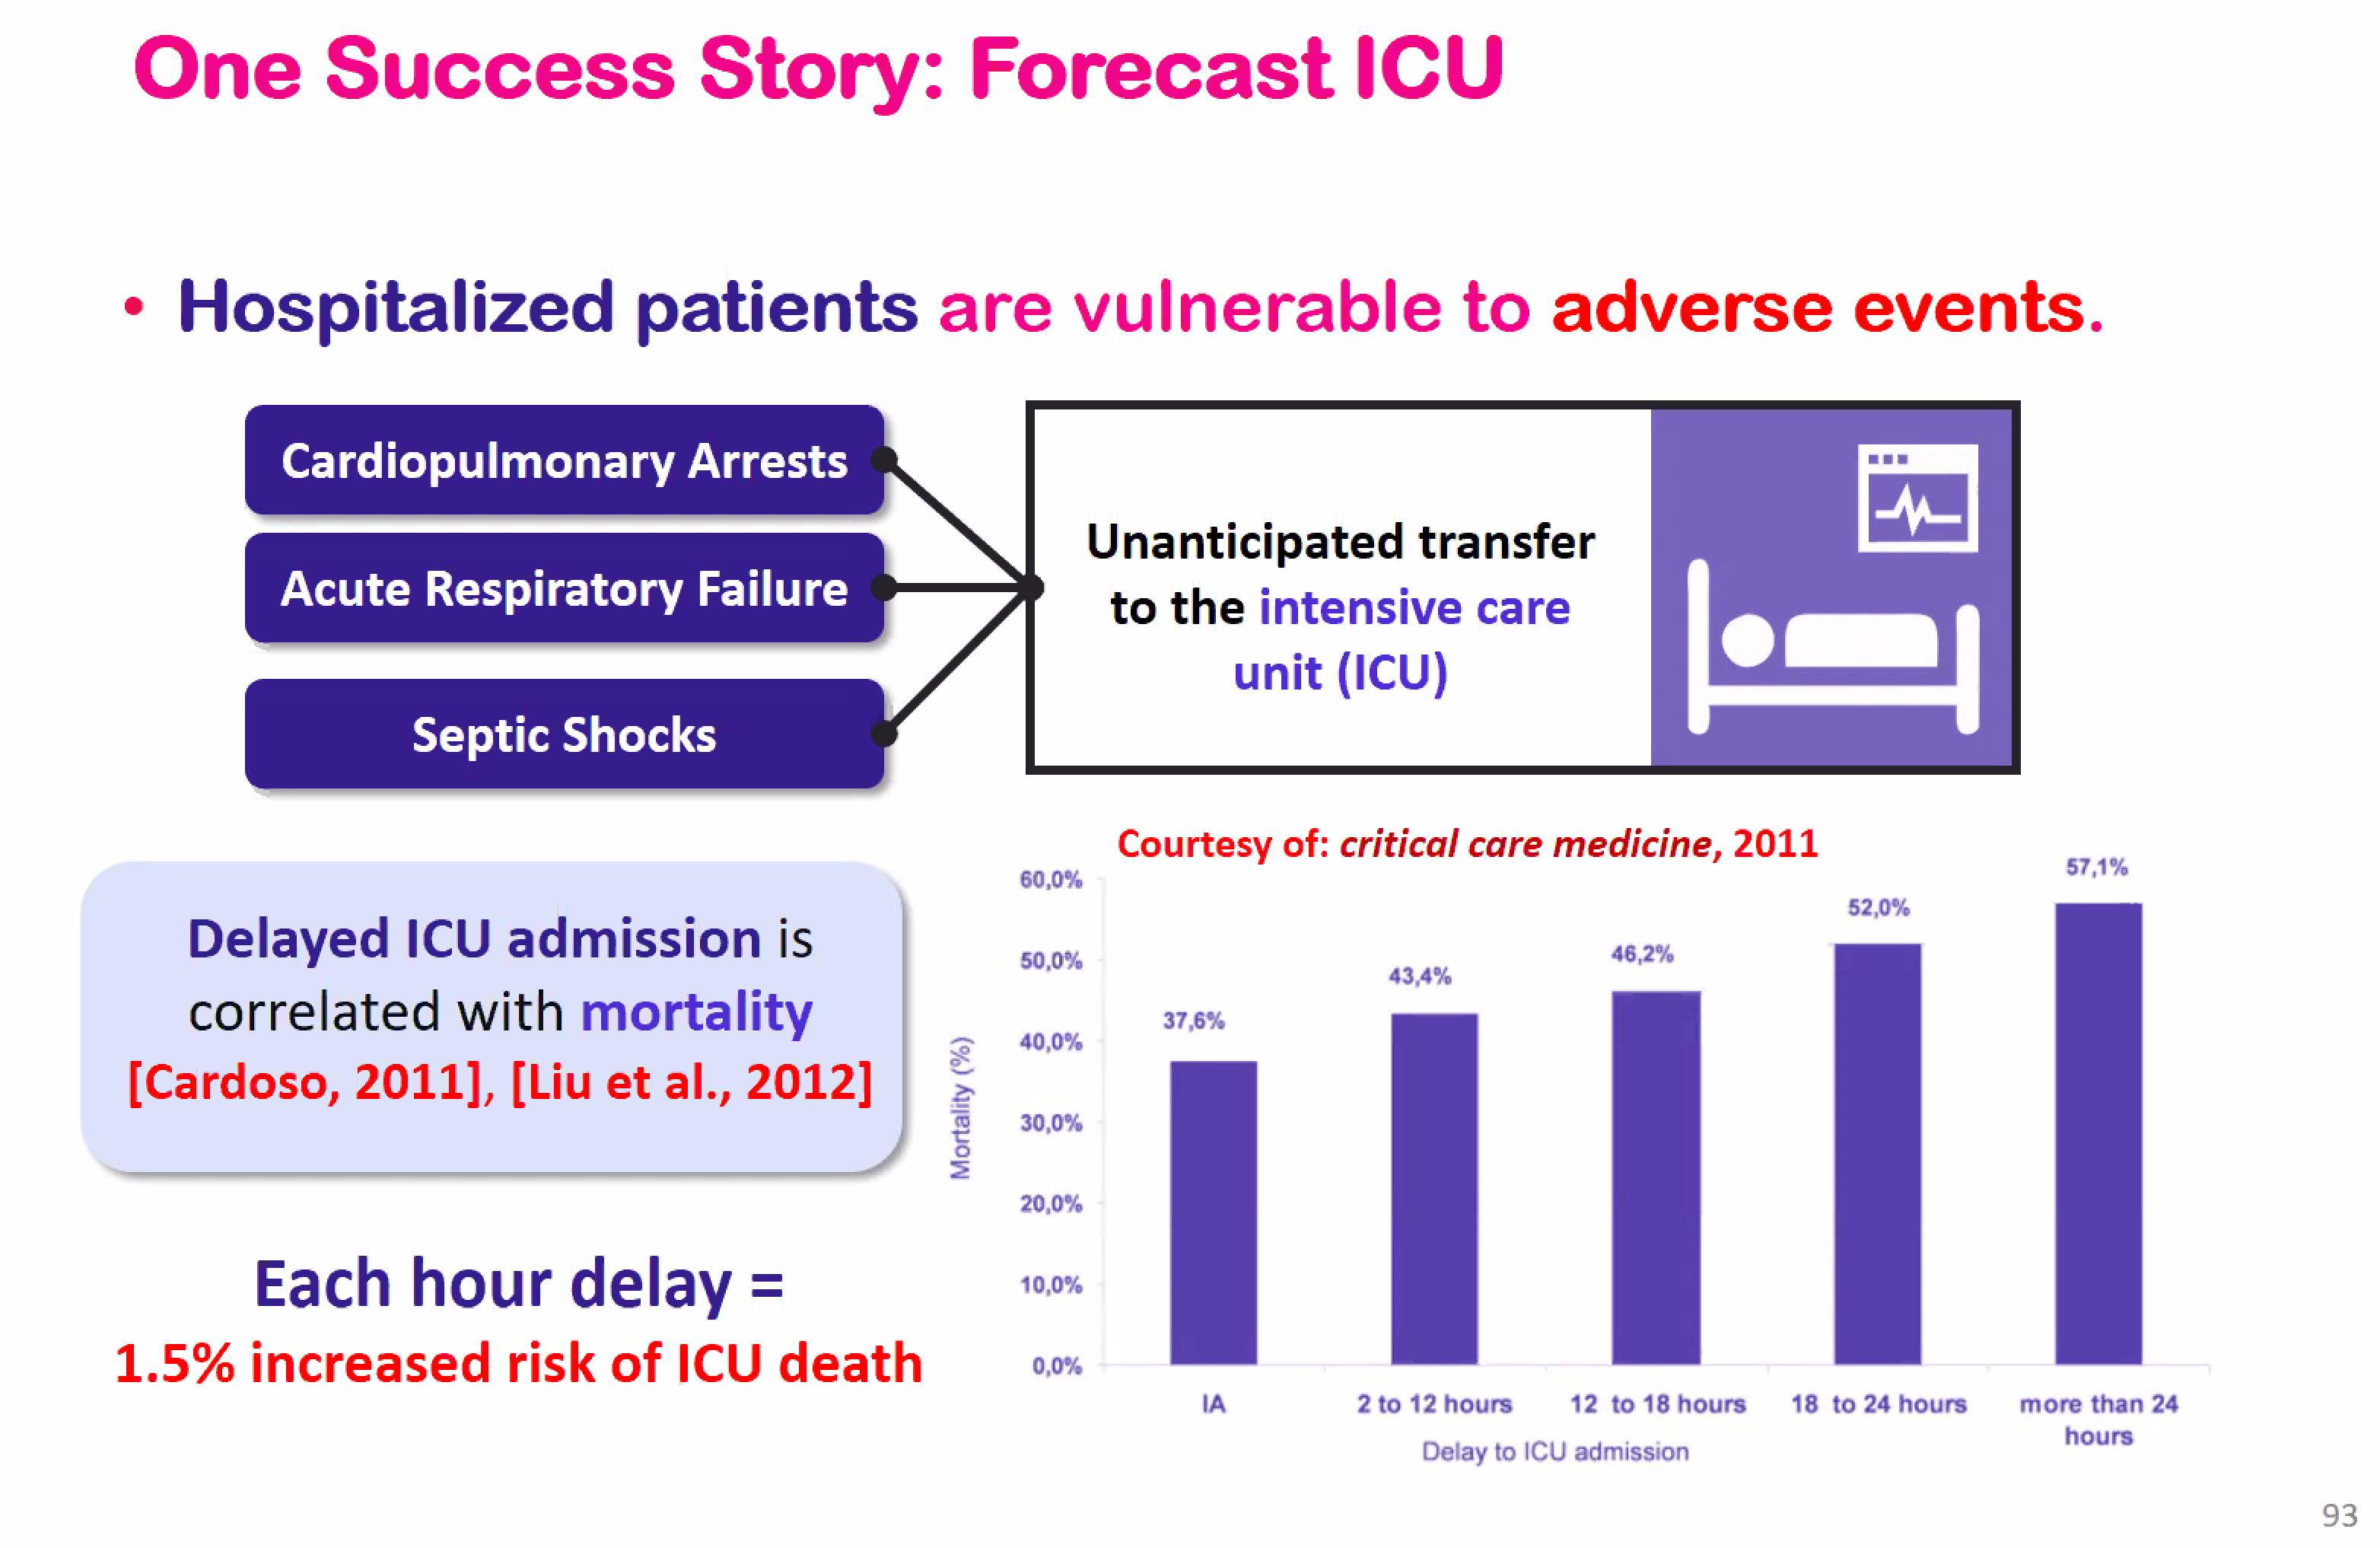 One Success Story: Forecast ICU
• Hospitalized patients are vulnerable to adverse events.
Cardiopulmonary Arrests
Acute Respiratory Failure
Septic Shocks
Unanticipated transfer
to the intensive care
unit (ICU)
Delayed ICU admission is
correlated with mortality
[Cardoso, 2011], [Liu et al., 2012]
Each hour delay =
1.5% increased risk of ICU death
Courtesy of: critical care medicine, 2011
Mortality (%)
60,0%
50,0%
40,0%
30,0%
20,0%
10,0%
0,0%
37,6%
43,4%
46,2%
52,0%
57,1%
IA
2 to 12 hours
12 to 18 hours
18 to 24 hours
more than 24
hours
Delay to ICU admission
93